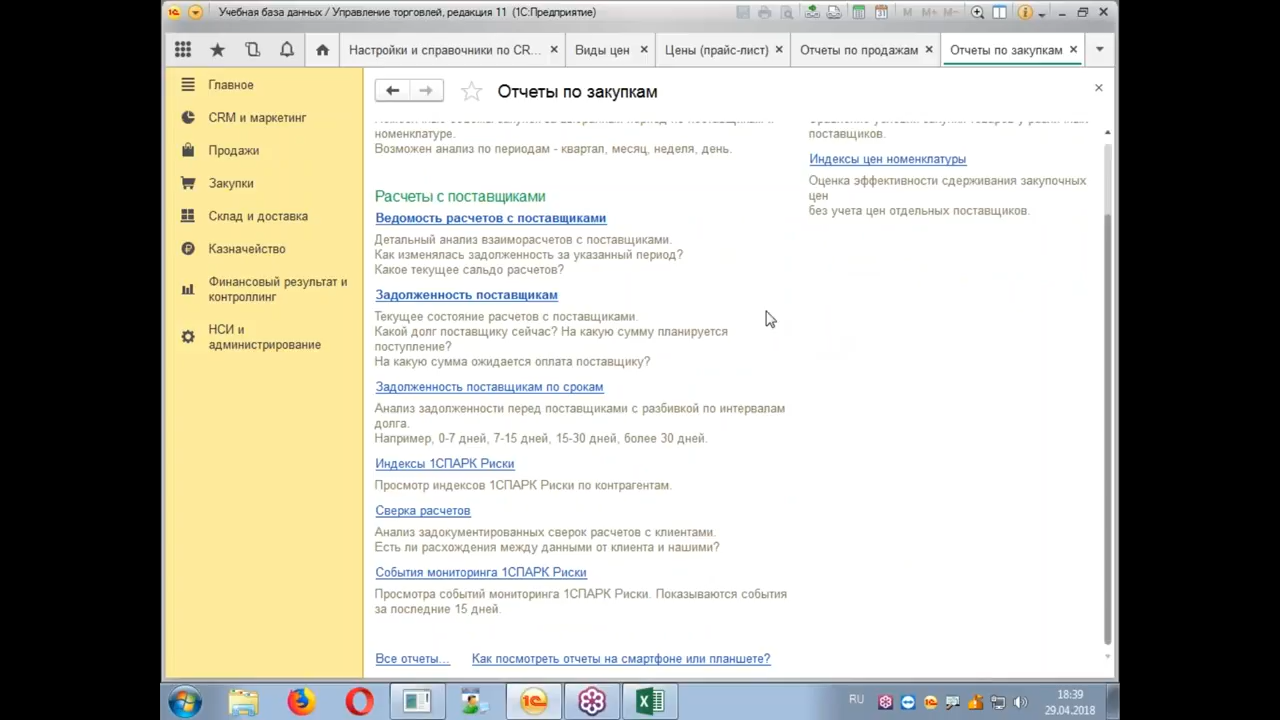 Учебная база данных / Управление торговлей, редакция 11 (1С:Предприятие)
M M+ M-
Настройки и справочники по CR...
Виды цен
Цены (прайс-лист)
Отчеты по продажам
Отчеты по закупкам
Главное
CRM и маркетинг
Продажи
Закупки
Склад и доставка
Казначейство
Финансовый результат и
контроллинг
НСИ и
администрирование
Отчеты по закупкам
номенклатуре.
Возможен анализ по периодам - квартал, месяц, неделя, день.
Расчеты с поставщиками
Ведомость расчетов с поставщиками
Детальный анализ взаиморасчетов с поставщиками.
Как изменялась задолженность за указанный период?
Какое текущее сальдо расчетов?
Задолженность поставщикам
Текущее состояние расчетов с поставщиками.
Какой долг поставщику сейчас? На какую сумму планируется
поступление?
На какую сумма ожидается оплата поставщику?
Задолженность поставщикам по срокам
Анализ задолженности перед поставщиками с разбивкой по интервалам
долга.
Например, 0-7 дней, 7-15 дней, 15-30 дней, более 30 дней.
Индексы 1СПАРК Риски
Просмотр индексов 1СПАРК Риски по контрагентам.
Сверка расчетов
Анализ задокументированных сверок расчетов с клиентами.
Есть ли расхождения между данными от клиента и нашими?
События мониторинга 1СПАРК Риски
Просмотра событий мониторинга 1СПАРК Риски. Показываются события
за последние 15 дней.
Все отчеты...
Как посмотреть отчеты на смартфоне или планшете?
поставщиков.
Индексы цен номенклатуры
Оценка эффективности сдерживания закупочных
цен
без учета цен отдельных поставщиков.
RU
18:39
29.04.2018